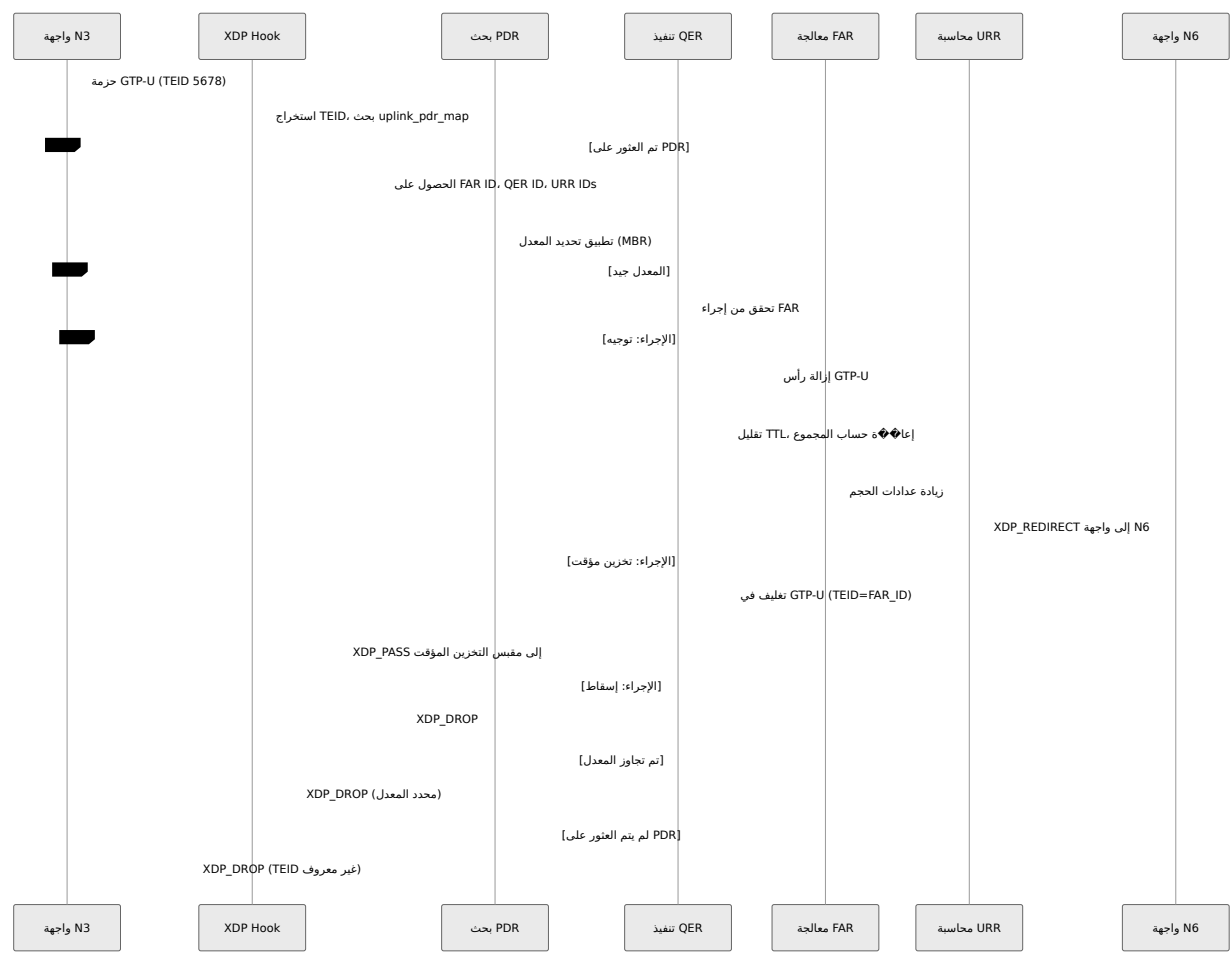 واجهة N3
XDP Hook
بحث PDR
تنفيذ QER
معالجة FAR
محاسبة URR
واجهة N6
حزمة GTP-U (TEID 5678)
استخراج TEID، بحث uplink_pdr_map
[تم العثور على PDR]
الحصول على FAR ID، QER ID، URR IDs
تطبيق تحديد المعدل (MBR)
[المعدل جيد]
تحقق من إجراء FAR
[الإجراء: توجيه]
إزالة رأس GTP-U
تقليل TTL، إعا��ة حساب المجموع
زيادة عدادات الحجم
XDP_REDIRECT إلى واجهة N6
[الإجراء: تخزين مؤقت]
تغليف في GTP-U (TEID=FAR_ID)
XDP_PASS إلى مقبس التخزين المؤقت
[الإجراء: إسقاط]
XDP_DROP
[تم تجاوز المعدل]
XDP_DROP (محدد المعدل)
[لم يتم العثور على PDR]
XDP_DROP (TEID غير معروف)
واجهة N3
XDP Hook
بحث PDR
تنفيذ QER
معالجة FAR
محاسبة URR
واجهة N6